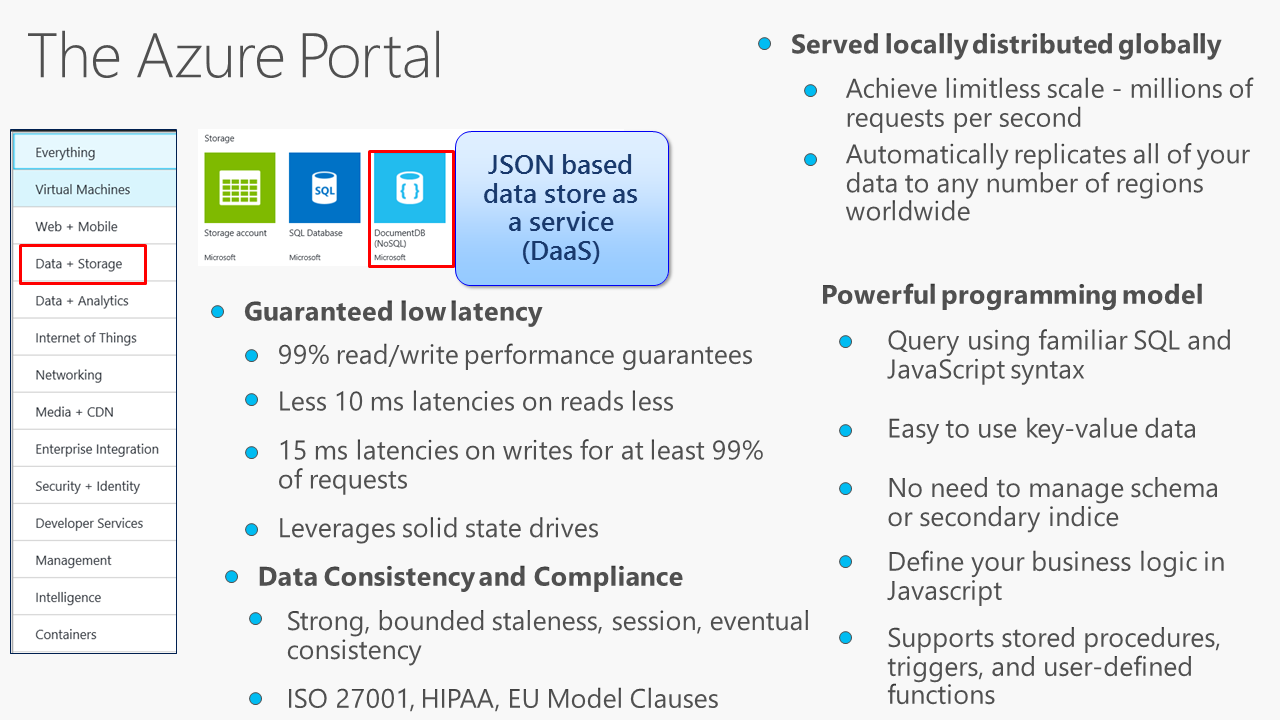 The Azure Portal
Everything
Virtual Machines
Web + Mobile
Data + Storage
Data + Analytics
Internet of Things
Networking
Media + CDN
Enterprise Integration
Security + Identity
Developer Services
Management
Intelligence
Containers
Storage
SQL
{ }
Storage account
SQL Database
DocumentDB
(NoSQL)
Microsoft
Microsoft
Microsoft
JSON based
data store as
a service
(DaaS)
Guaranteed low latency
99% read/write performance guarantees
Less 10 ms latencies on reads less
15 ms latencies on writes for at least 99%
of requests
Leverages solid state drives
Data Consistency and Compliance
Strong, bounded staleness, session, eventual
consistency
ISO 27001, HIPAA, EU Model Clauses
Served locally distributed globally
Achieve limitless scale - millions of
requests per second
Automatically replicates all of your
data to any number of regions
worldwide
Powerful programming model
Query using familiar SQL and
JavaScript syntax
Easy to use key-value data
No need to manage schema
or secondary indice
Define your business logic in
Javascript
Supports stored procedures,
triggers, and user-defined
functions